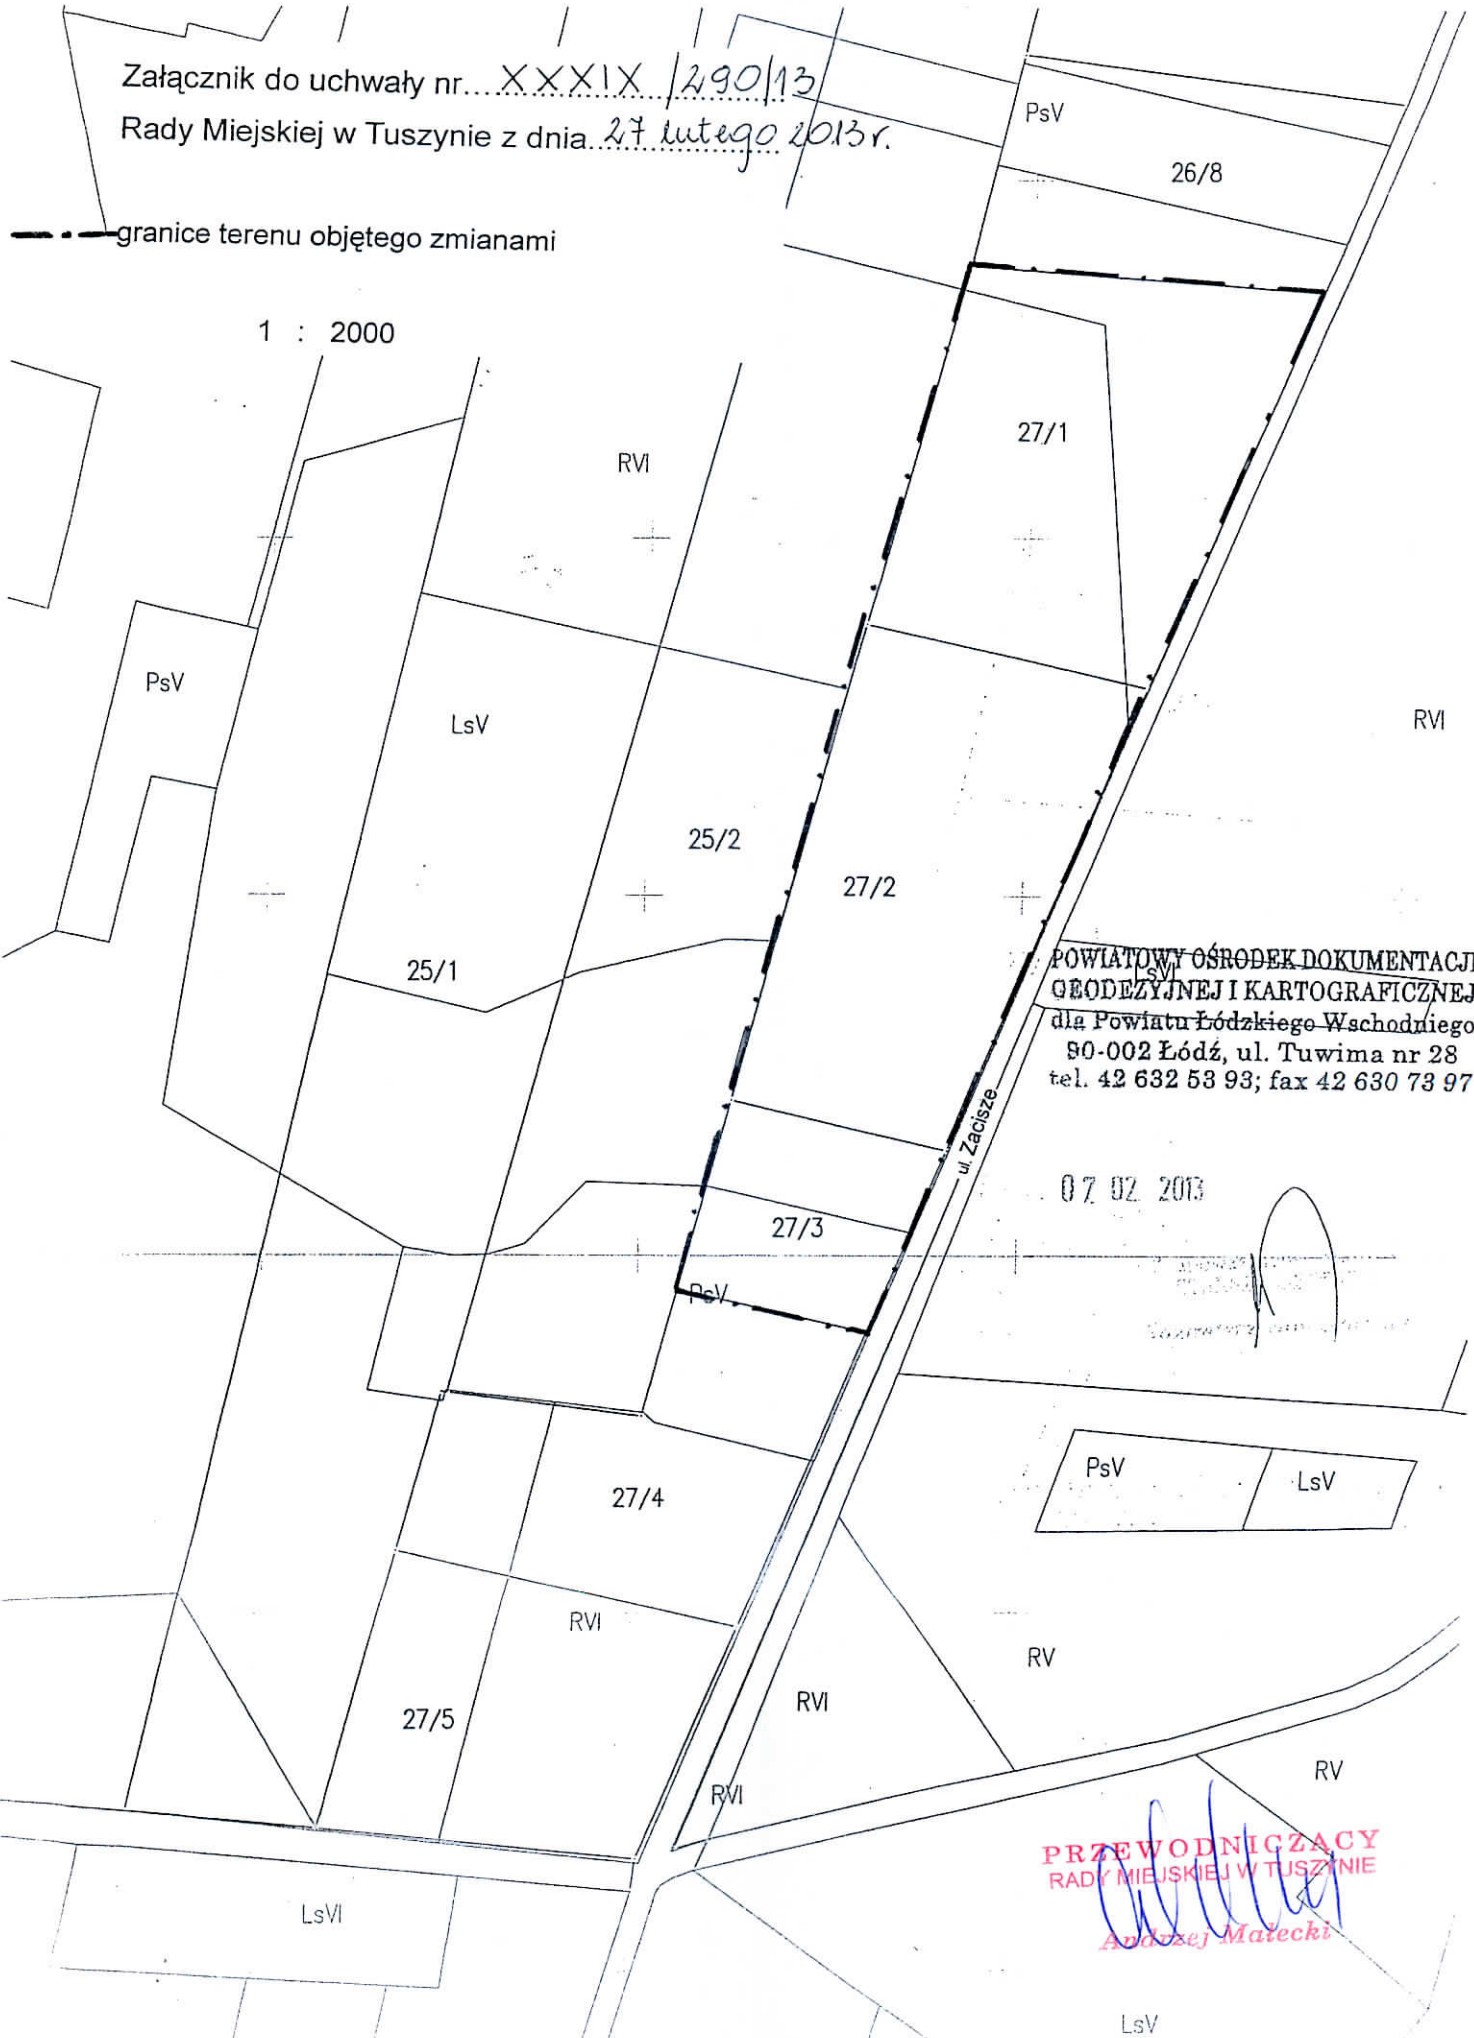 Załącznik do uchwały nr....XXXIX /290/13
Rady Miejskiej w Tuszynie z dnia..27 lutego 2013r.
granice terenu objętego zmianami
1 : 2000
PsV
26/8
27/1
RVI
PsV
LsV
RVI
25/2
27/2
25/1
LsVI
POWIATOWY OŚRODEK DOKUMENTACJI
GEODEZYJNEJ I KARTOGRAFICZNEJ
dla Powiatu Łódzkiego Wschodniego
90-002 Łódź, ul. Tuwima nr 28
tel. 42 632 53 93; fax 42 630 73 97
ul. Zacisze
07 02 2013
27/3
PsV
PsV
LsV
27/4
RVI
RV
27/5
RVI
RV
RVI
PRZEWODNICZĄCY
RADY MIEJSKIEJ W TUSZYNIE
Andrzej Małecki
LsVI
LsV